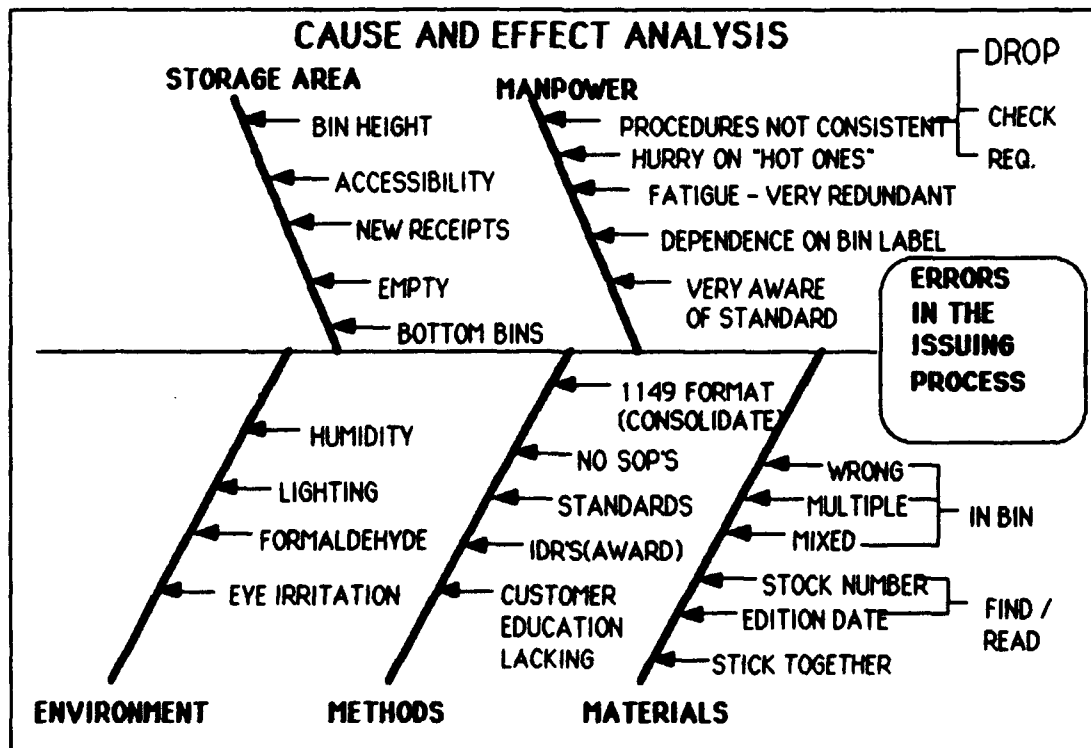 CAUSE AND EFFECT ANALYSIS
STORAGE AREA
BIN HEIGHT
ACCESSIBILITY
NEW RECEIPTS
EMPTY
BOTTOM BINS
MANPOWER
PROCEDURES NOT CONSISTENT
DROP
CHECK
REQ.
HURRY ON "HOT ONES"
FATIGUE - VERY REDUNDANT
DEPENDENCE ON BIN LABEL
VERY AWARE
OF STANDARD
ERRORS
IN THE
ISSUING
PROCESS
HUMIDITY
LIGHTING
FORMALDEHYDE
EYE IRRITATION
ENVIRONMENT
1149 FORMAT
(CONSOLIDATE)
NO SOP'S
STANDARDS
IDR'S(AWARD)
CUSTOMER
EDUCATION
LACKING
METHODS
WRONG
MULTIPLE
MIXED
IN BIN
STOCK NUMBER
EDITION DATE
FIND /
READ
STICK TOGETHER
MATERIALS